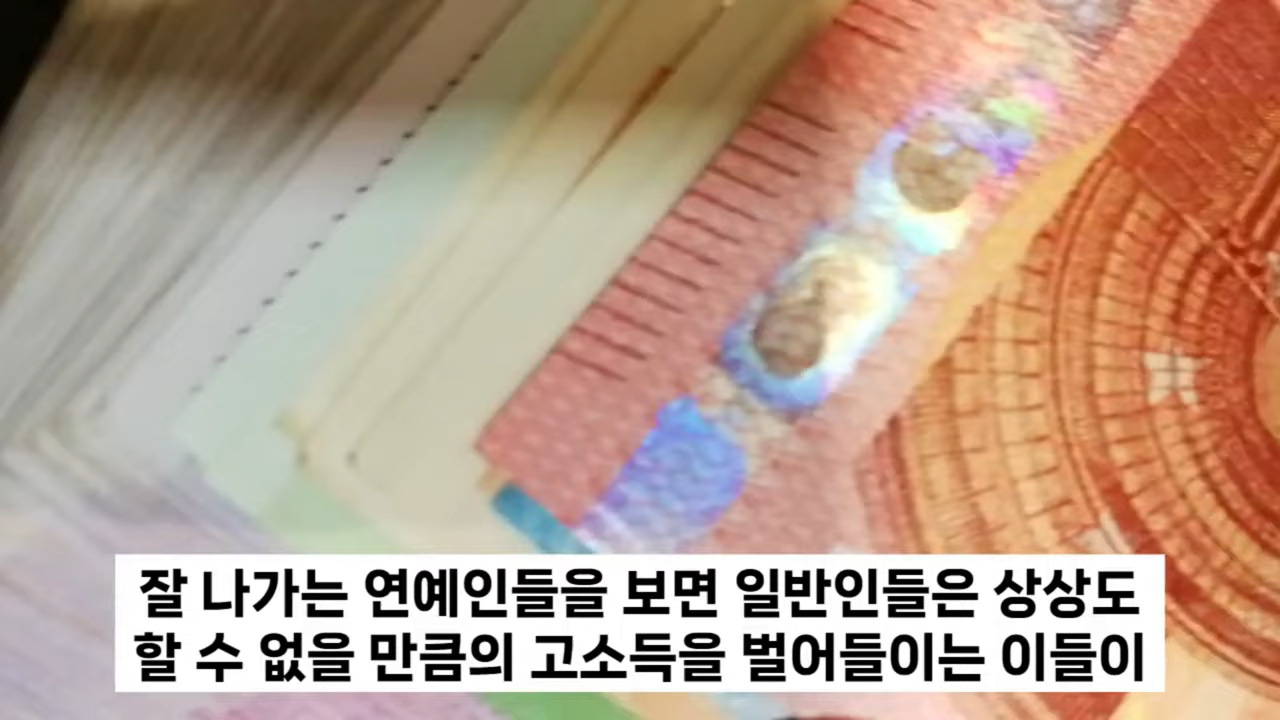 잘 나가는 연예인들을 보면 일반인들은 상상도
할 수 없을 만큼의 고소득을 벌어들이는 이들이